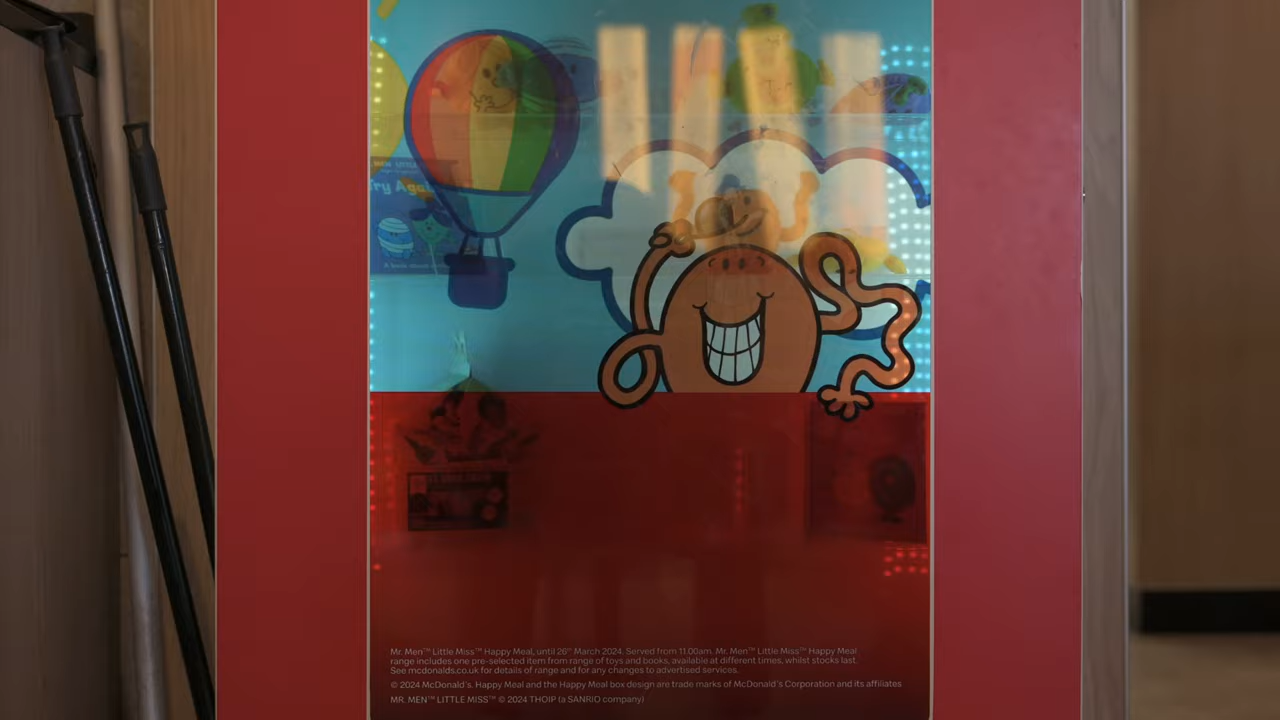 MEN
Try Again
Mr. Men™ Little Miss™ Happy Meal, until 26th March 2024. Served from 11.00am. Mr. Men™ Little Miss™ Happy Meal
range includes one pre-selected item from range of toys and books, available at different times, whilst stocks last.
See mcdonalds.co.uk for details of range and for any changes to advertised services.
© 2024 McDonald's. Happy Meal and the Happy Meal box design are trade marks of McDonald's Corporation and its affiliates
MR. MEN™ LITTLE MISS™ © 2024 THOIP (a SANRIO company)